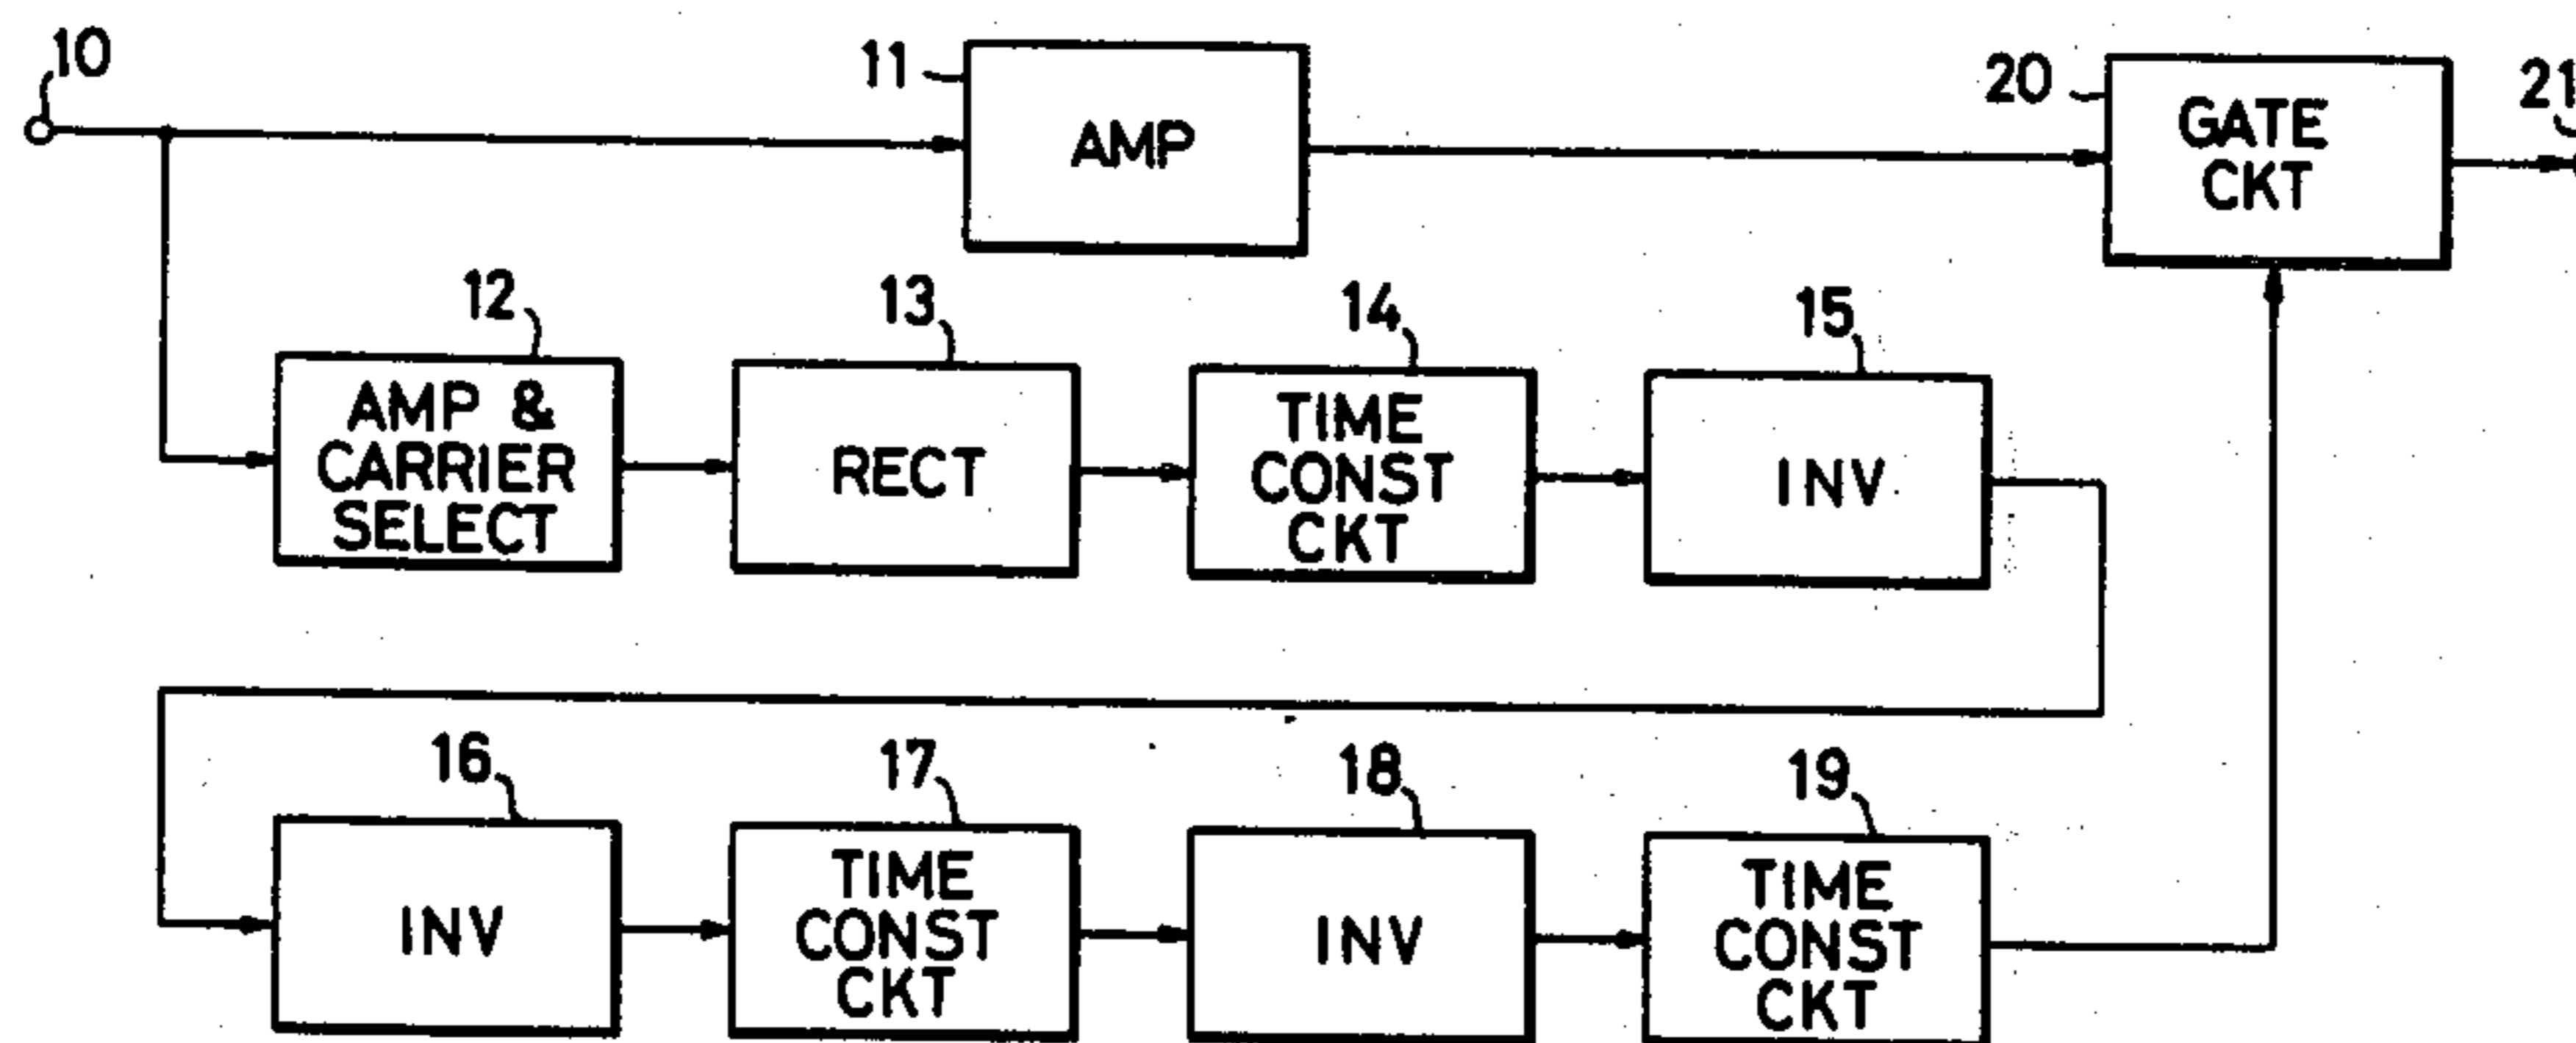 10
11
AMP
20
GATE
CKT
21
12
AMP &
CARRIER
SELECT
13
RECT
14
TIME
CONST
CKT
15
INV
16
INV
17
TIME
CONST
CKT
18
INV
19
TIME
CONST
CKT